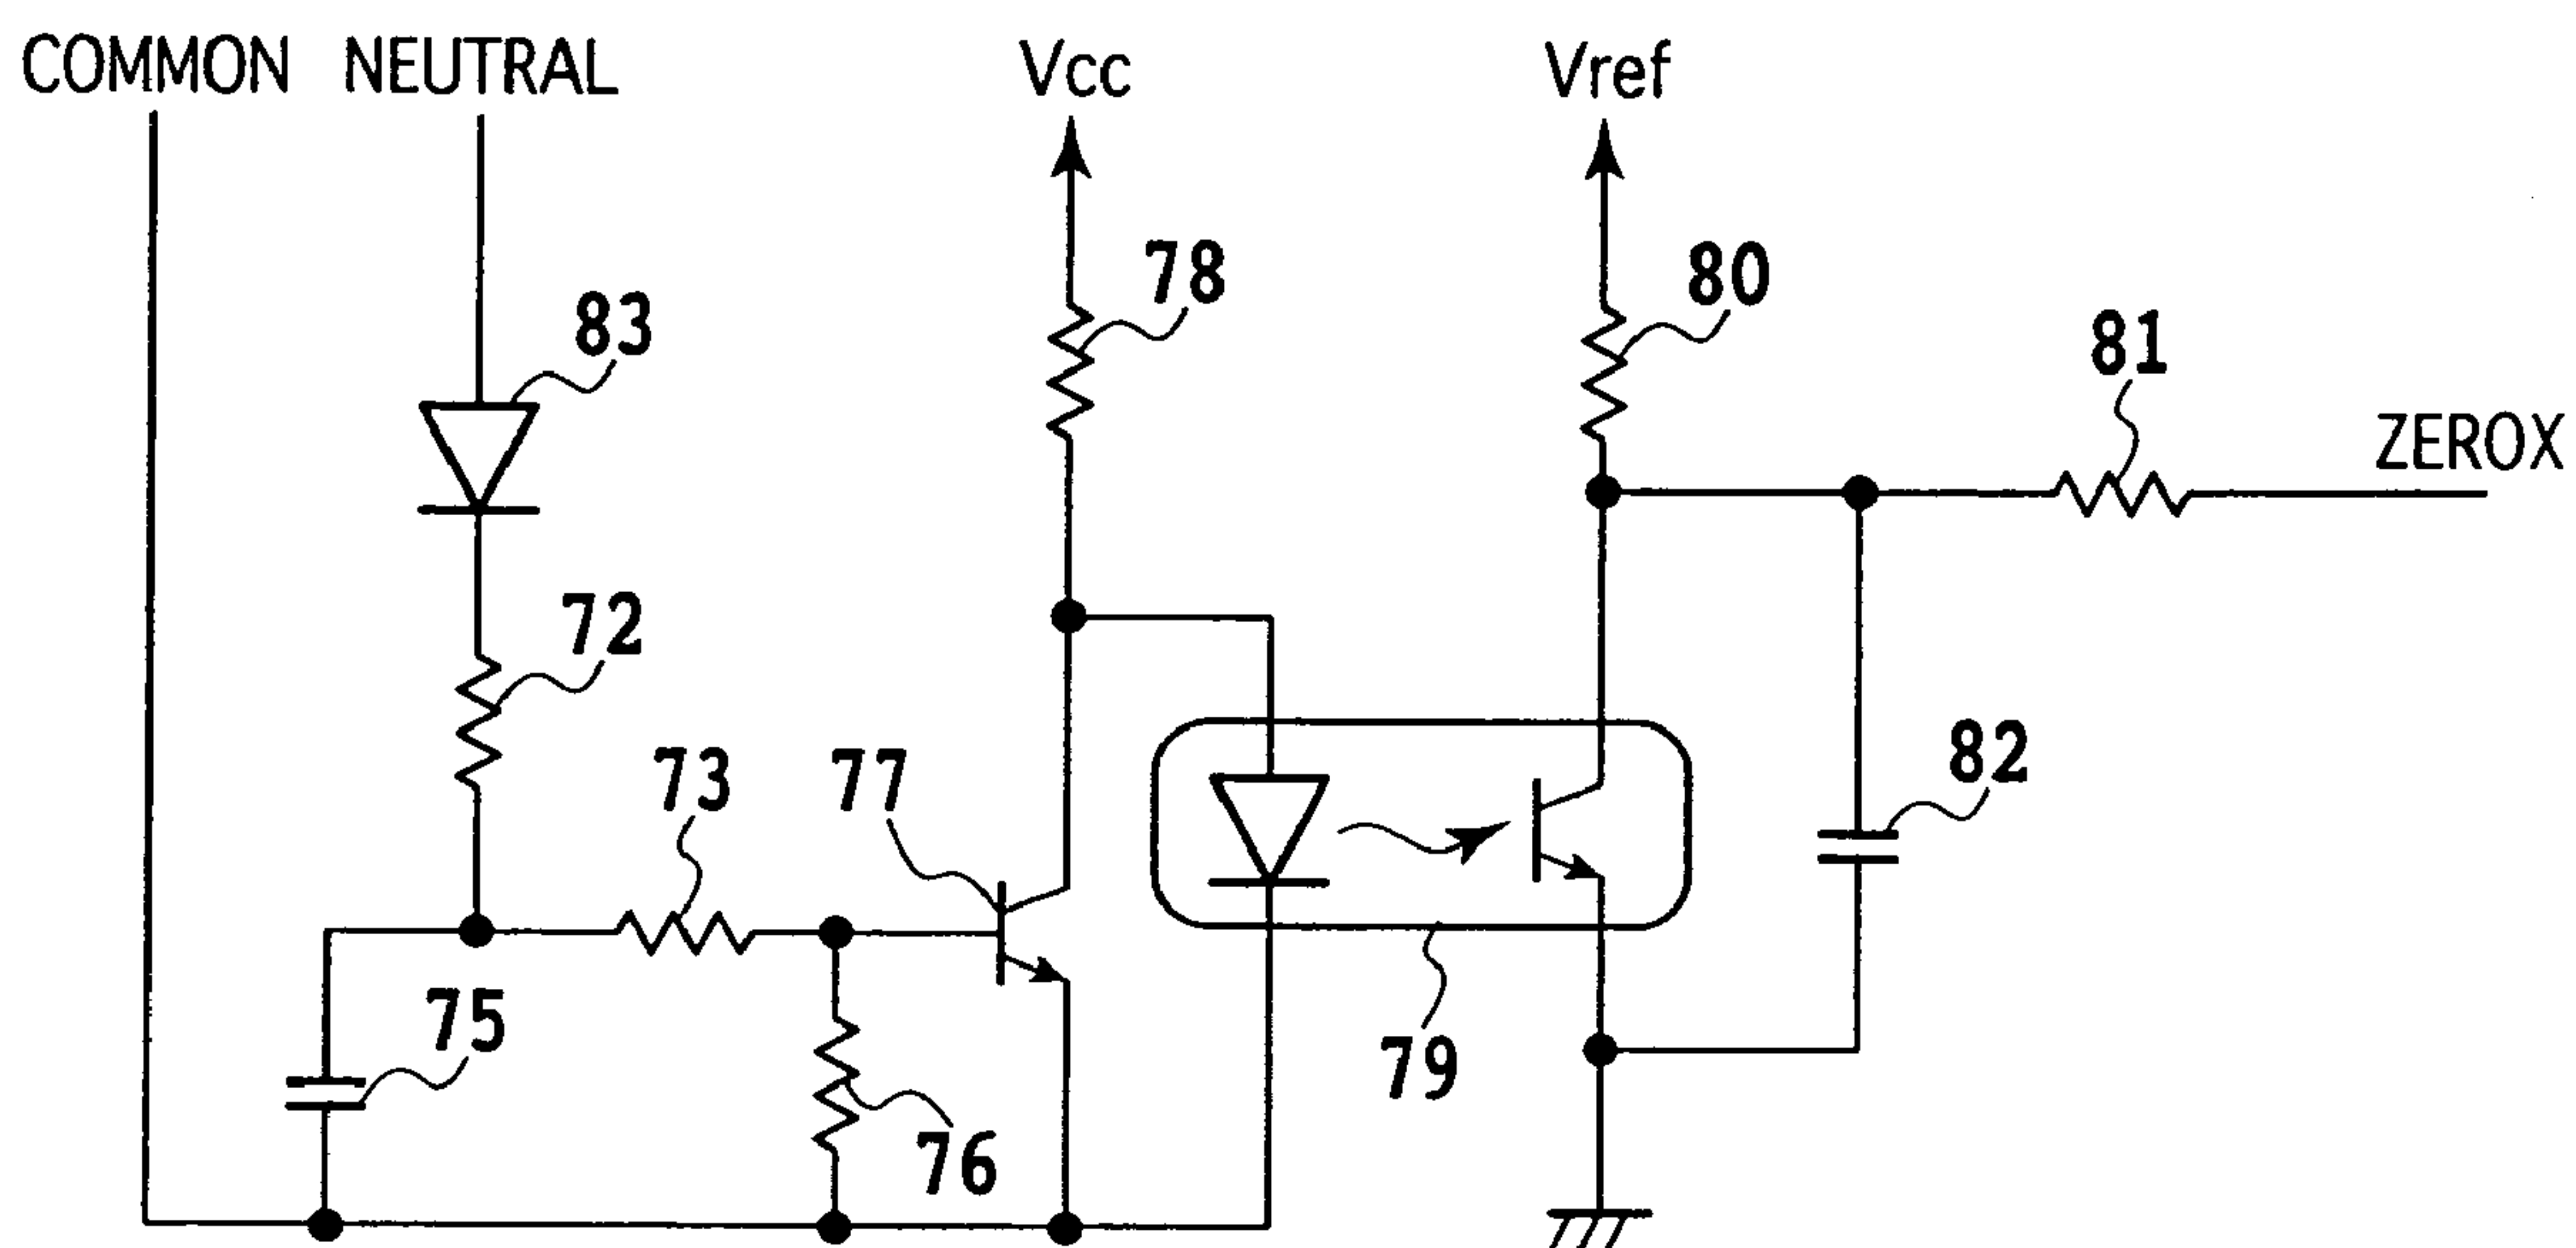 COMMON NEUTRAL Vcc Vref
78 80
83 81
ZEROX
72
73 77 82
75 79
76